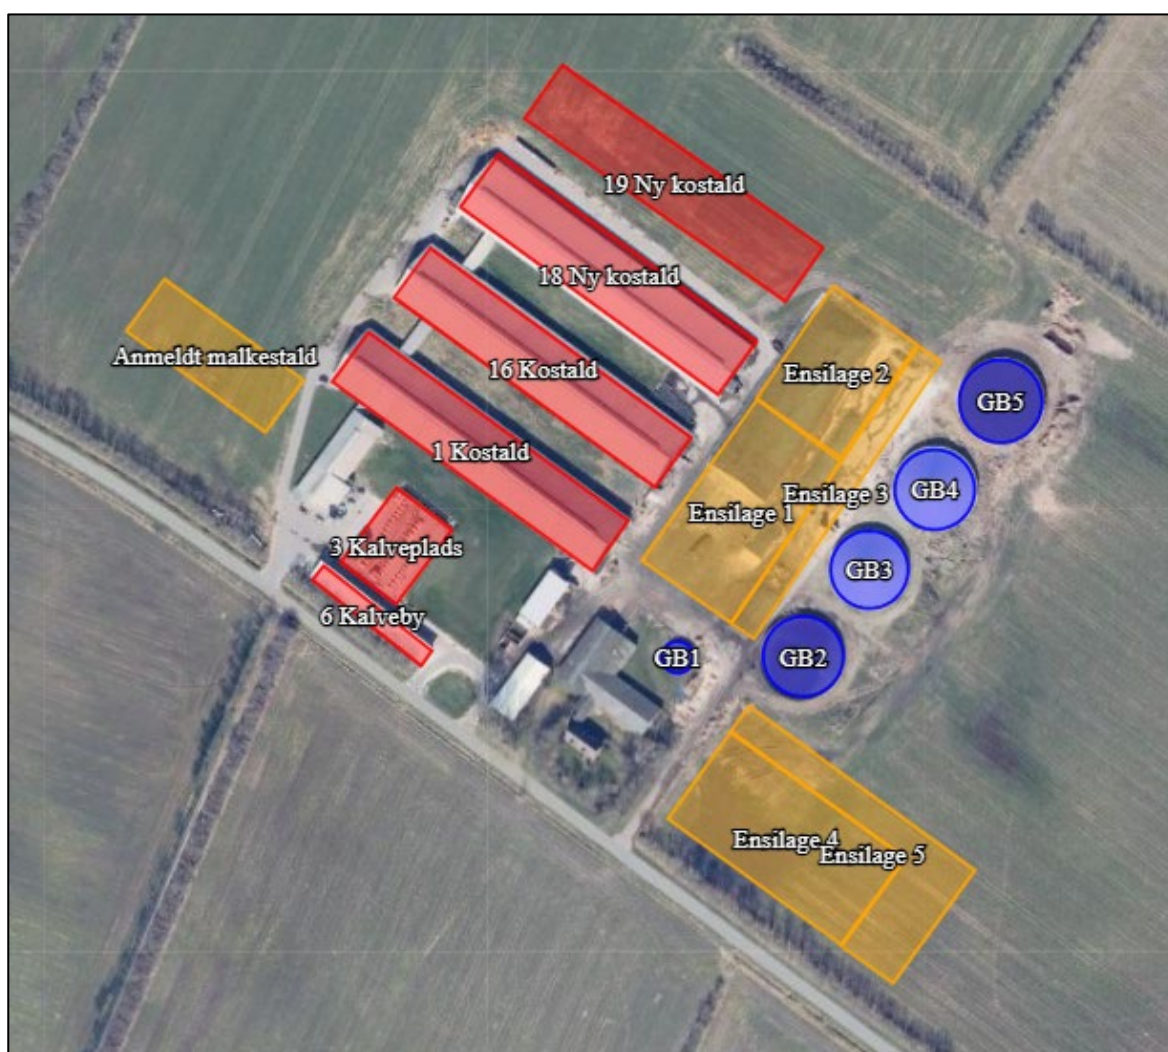 19 Ny kostald
18 Ny kostald
Anmeldt malkestald
16 Kostald
Ensilage 2
GB5
1 Kostald
Ensilage 3
GB4
Ensilage 1
3 Kalveplads
GB3
6 Kalveby
GB1
GB2
Ensilage 4
Ensilage 5